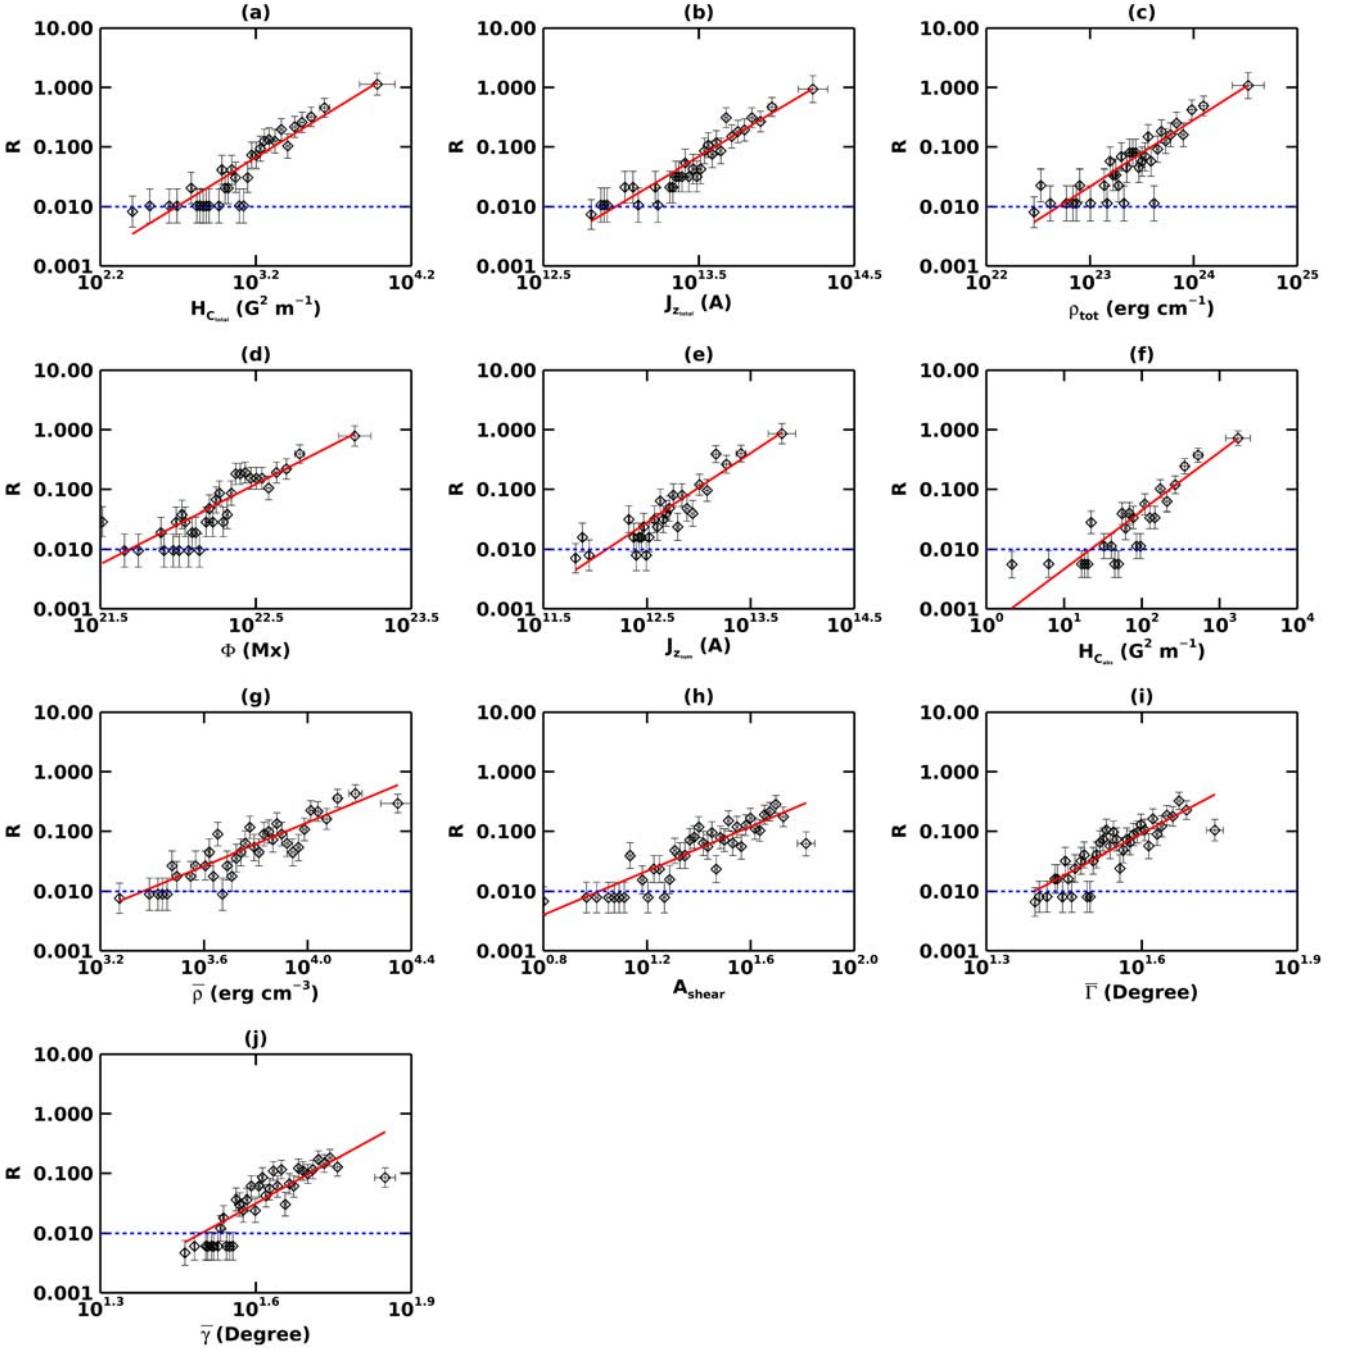 (a)
10.00
1.000
0.100
0.010
0.001
R
10^2.2 10^3.2 10^4.2
H_C_total (G² m⁻¹)
(b)
10.00
1.000
0.100
0.010
0.001
R
10^12.5 10^13.5 10^14.5
J_z_total (A)
(c)
10.00
1.000
0.100
0.010
0.001
R
10^22 10^23 10^24 10^25
ρ_tot (erg cm⁻¹)
(d)
10.00
1.000
0.100
0.010
0.001
R
10^21.5 10^22.5 10^23.5
Φ (Mx)
(e)
10.00
1.000
0.100
0.010
0.001
R
10^11.5 10^12.5 10^13.5 10^14.5
J_z_sum (A)
(f)
10.00
1.000
0.100
0.010
0.001
R
10^0 10^1 10^2 10^3 10^4
H_C_abs (G² m⁻¹)
(g)
10.00
1.000
0.100
0.010
0.001
R
10^3.2 10^3.6 10^4.0 10^4.4
ρ̅ (erg cm⁻³)
(h)
10.00
1.000
0.100
0.010
0.001
R
10^0.8 10^1.2 10^1.6 10^2.0
A_shear
(i)
10.00
1.000
0.100
0.010
0.001
R
10^1.3 10^1.6 10^1.9
Γ̅ (Degree)
(j)
10.00
1.000
0.100
0.010
0.001
R
10^1.3 10^1.6 10^1.9
γ̅ (Degree)